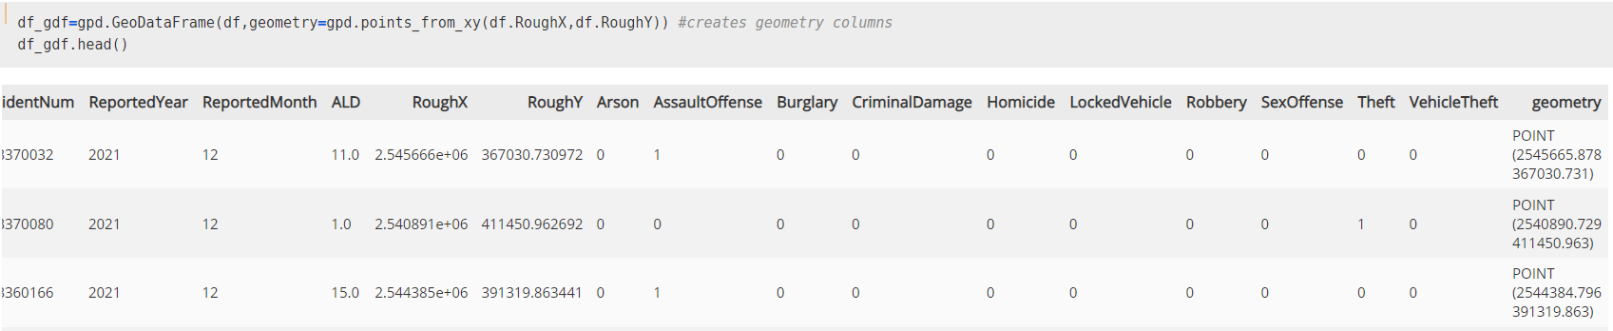 df_gdf=gpd.GeoDataFrame(df,geometry=gpd.points_from_xy(df.RoughX,df.RoughY)) #creates geometry columns
df_gdf.head()
identNum ReportedYear ReportedMonth ALD RoughX RoughY Arson AssaultOffense Burglary CriminalDamage Homicide LockedVehicle Robbery SexOffense Theft VehicleTheft geometry
3370032 2021 12 11.0 2.545666e+06 367030.730972 0 1 0 0 0 0 0 0 0 0 POINT
(2545665.878
367030.731)
3370080 2021 12 1.0 2.540891e+06 411450.962692 0 0 0 0 0 0 0 0 1 0 POINT
(2540890.729
411450.963)
3360166 2021 12 15.0 2.544385e+06 391319.863441 0 1 0 0 0 0 0 0 0 0 POINT
(2544384.796
391319.863)